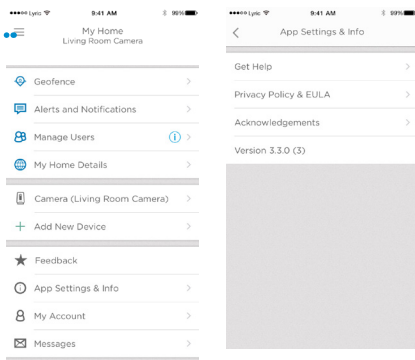 Lyric 9:41 AM 99%
My Home
Living Room Camera
Geofence
Alerts and Notifications
Manage Users
My Home Details
Camera (Living Room Camera)
Add New Device
Feedback
App Settings & Info
My Account
Messages
Lyric 9:41 AM 99%
App Settings & Info
Get Help
Privacy Policy & EULA
Acknowledgements
Version 3.3.0 (3)